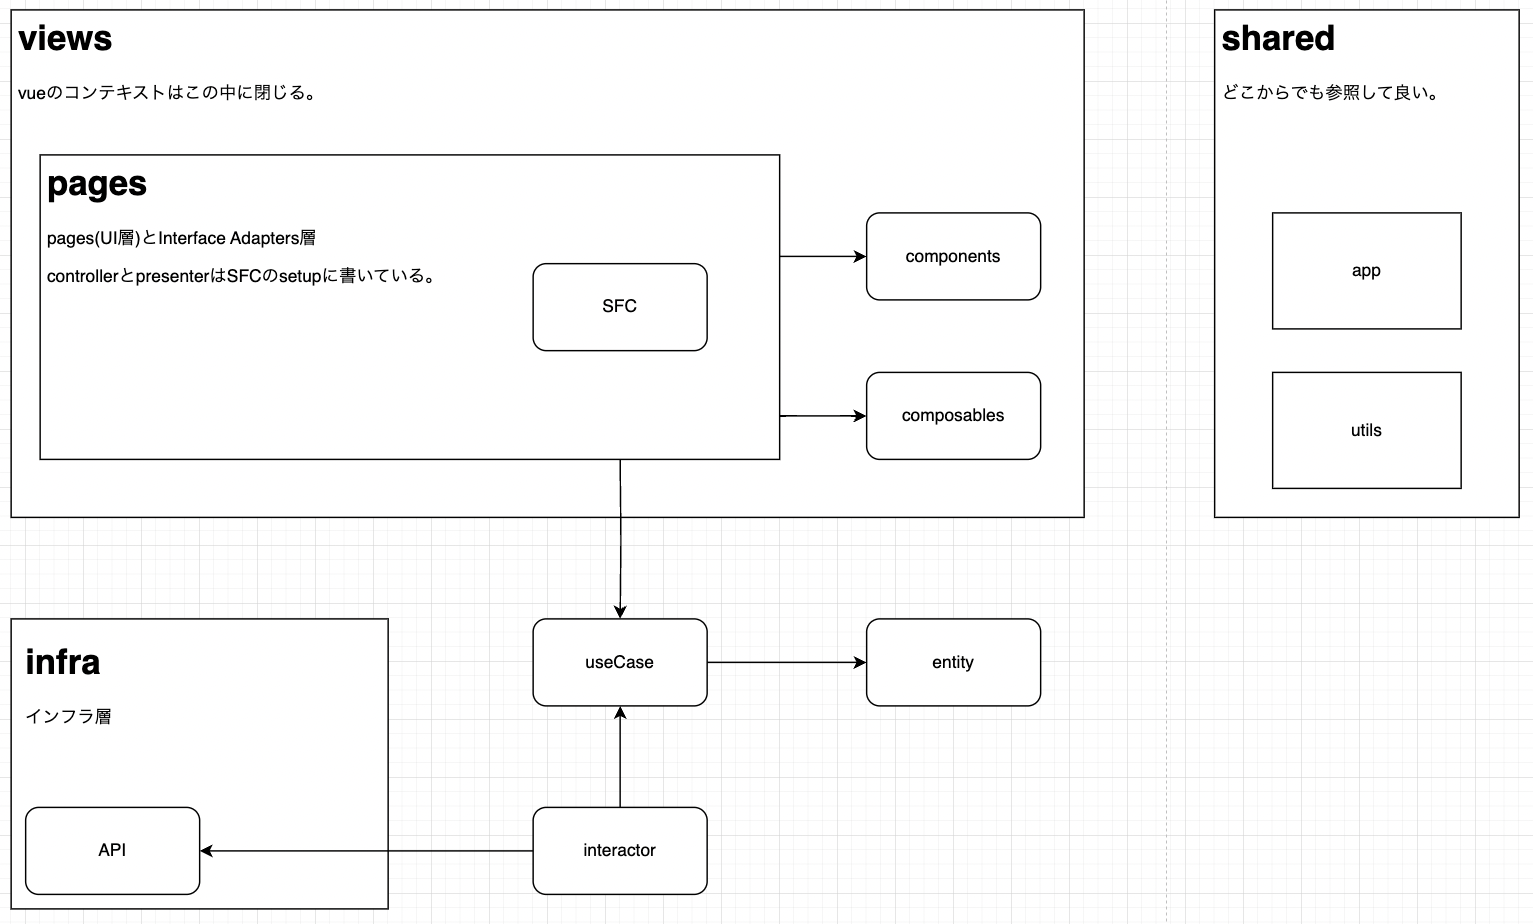 views
vueのコンテキストはこの中に閉じる。
pages
pages(UI層)とInterface Adapters層
controllerとpresenterはSFCのsetupに書いている。
SFC
components
composables
shared
どこからでも参照して良い。
app
utils
infra
インフラ層
API
useCase
entity
interactor